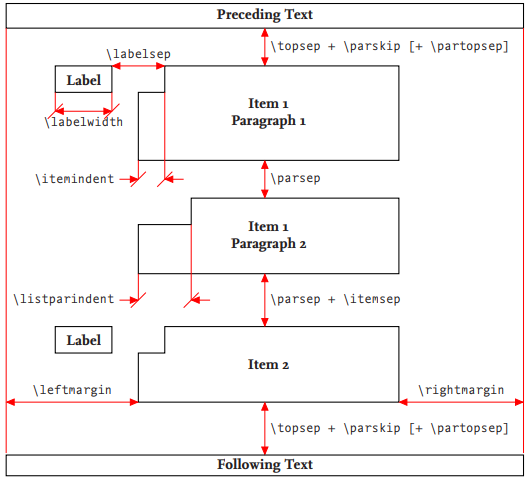 Preceding Text
\topsep + \parskip [+ \partopsep]
\labelsep
Label
\labelwidth
Item 1
Paragraph 1
\itemindent
\parsep
Item 1
Paragraph 2
\listparindent
\parsep + \itemsep
Label
Item 2
\leftmargin
\rightmargin
\topsep + \parskip [+ \partopsep]
Following Text